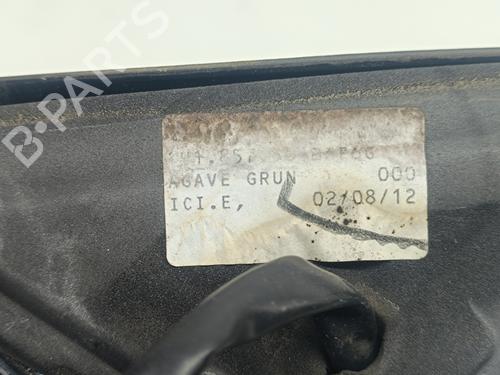 B-PARTS
AGAVE GRUN 000
ICI.E, 02/08/12